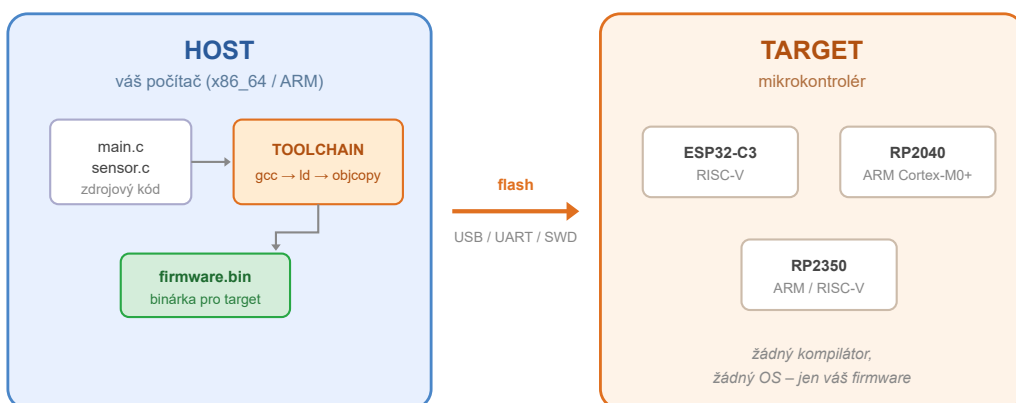 HOST
váš počítač (x86_64 / ARM)
main.c
sensor.c
zdrojový kód
TOOLCHAIN
gcc → ld → objcopy
firmware.bin
binárka pro target
flash
USB / UART / SWD
TARGET
mikrokontrolér
ESP32-C3
RISC-V
RP2040
ARM Cortex-M0+
RP2350
ARM / RISC-V
žádný kompilátor,
žádný OS – jen váš firmware